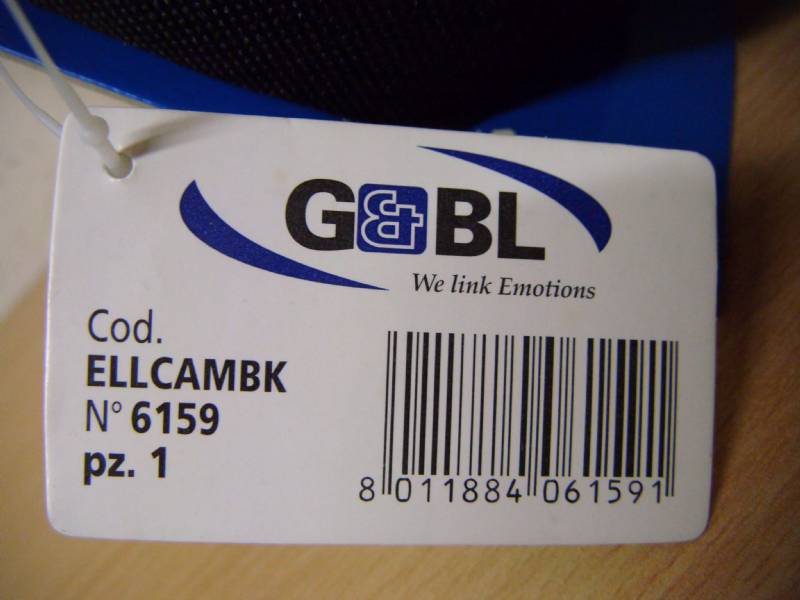 G&BL
We link Emotions
Cod.
ELLCAMBK
N° 6159
pz. 1
8 011884 061591